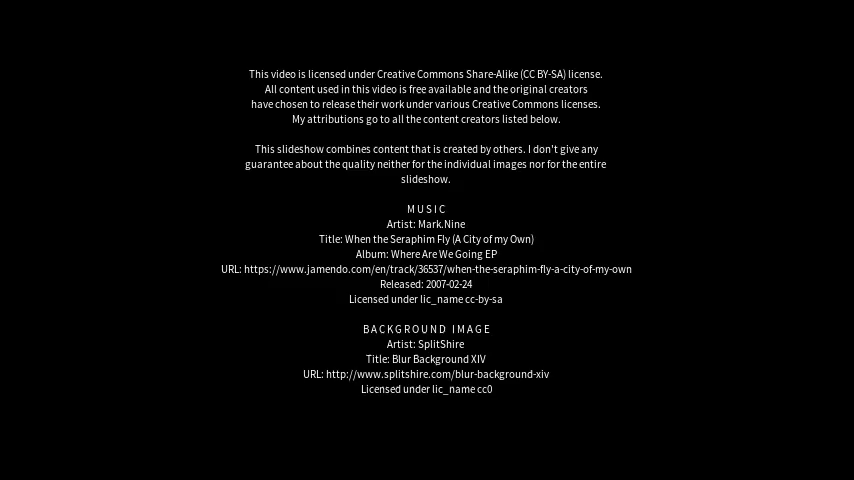 This video is licensed under Creative Commons Share-Alike (CC BY-SA) license.
All content used in this video is free available and the original creators
have chosen to release their work under various Creative Commons licenses.
My attributions go to all the content creators listed below.
This slideshow combines content that is created by others. I don't give any
guarantee about the quality neither for the individual images nor for the entire
slideshow.
MUSIC
Artist: Mark.Nine
Title: When the Seraphim Fly (A City of my Own)
Album: Where Are We Going EP
URL: https://www.jamendo.com/en/track/36537/when-the-seraphim-fly-a-city-of-my-own
Released: 2007-02-24
Licensed under lic_name cc-by-sa
BACKGROUND IMAGE
Artist: SplitShire
Title: Blur Background XIV
URL: http://www.splitshire.com/blur-background-xiv
Licensed under lic_name cc0